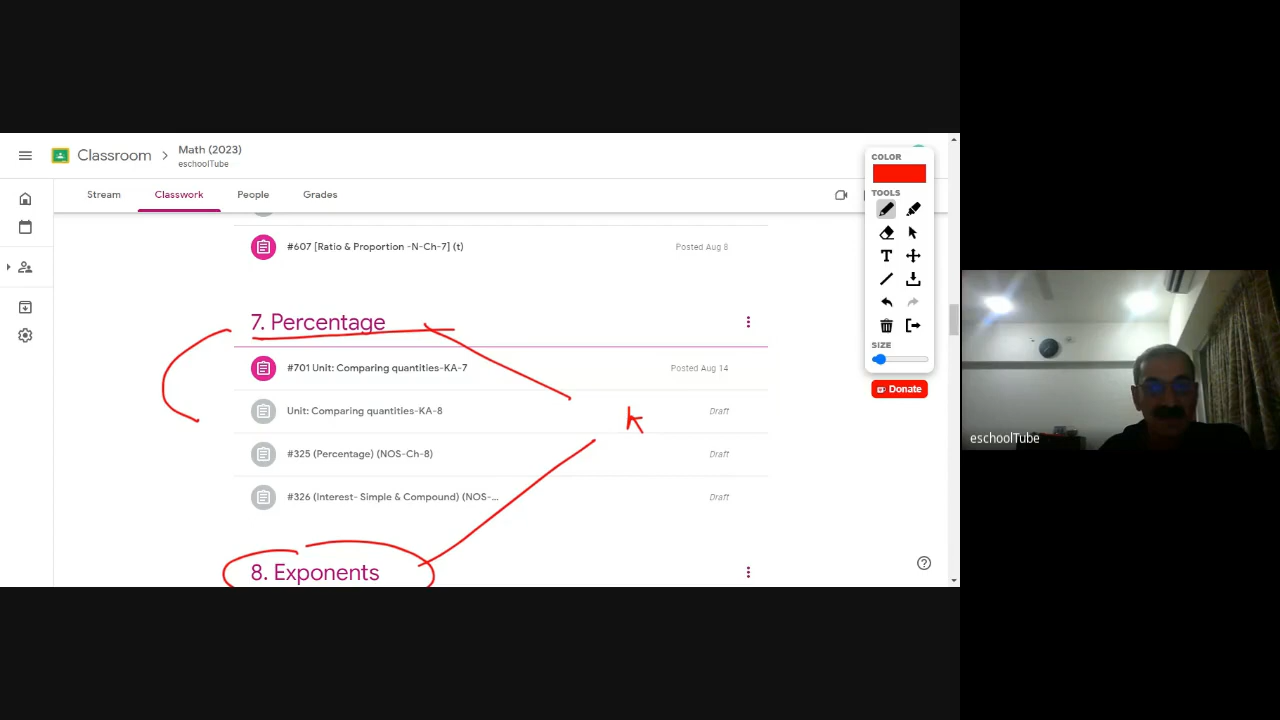 Classroom
Math (2023)
eschoolTube
Stream
Classwork
People
Grades
#607 [Ratio & Proportion -N-Ch-7] (t)
Posted Aug 8
7. Percentage
#701 Unit: Comparing quantities-KA-7
Posted Aug 14
Unit: Comparing quantities-KA-8
Draft
K
#325 (Percentage) (NOS-Ch-8)
Draft
#326 (Interest- Simple & Compound) (NOS-...
Draft
8. Exponents
COLOR
TOOLS
T
SIZE
Donate
eschoolTube